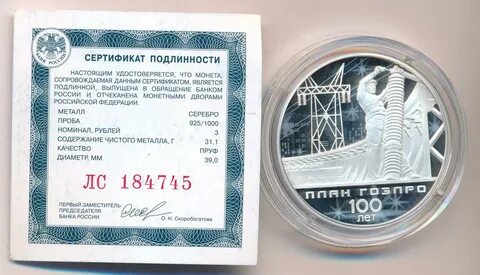 БАНК РОССИИ
СЕРТИФИКАТ ПОДЛИННОСТИ
НАСТОЯЩИМ УДОСТОВЕРЯЕТСЯ, ЧТО МОНЕТА,
СОПРОВОЖДАЕМАЯ ДАННЫМ СЕРТИФИКАТОМ, ЯВЛЯЕТСЯ
ПОДЛИННОЙ, ВЫПУЩЕНА В ОБРАЩЕНИЕ БАНКОМ
РОССИИ И ОТЧЕКАНЕНА МОНЕТНЫМИ ДВОРАМИ
РОССИЙСКОЙ ФЕДЕРАЦИИ.
МЕТАЛЛ СЕРЕБРО
ПРОБА 925/1000
НОМИНАЛ, РУБЛЕЙ 3
СОДЕРЖАНИЕ ЧИСТОГО МЕТАЛЛА, Г 31,1
КАЧЕСТВО ПРУФ
ДИАМЕТР, ММ 39,0
ЛС 184745
ПЕРВЫЙ ЗАМЕСТИТЕЛЬ
ПРЕДСЕДАТЕЛЯ
БАНКА РОССИИ
О. Н. Скоробогатова
ПЛАН ГОЭЛРО
100
ЛЕТ